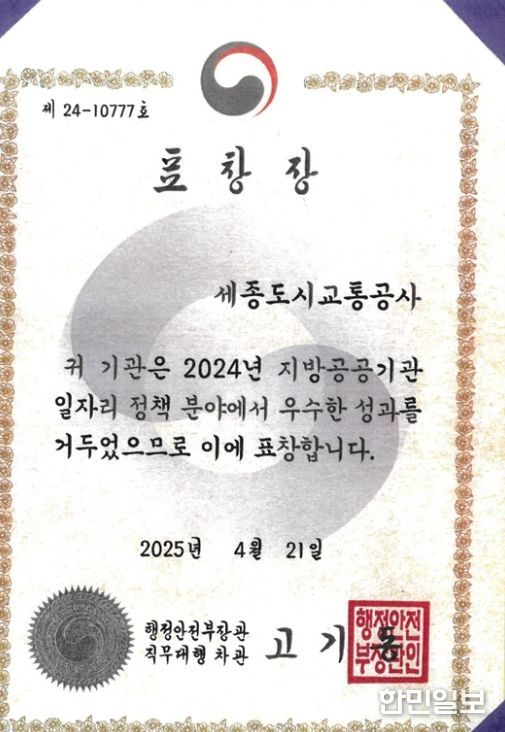 제 24-10777호
표 창 장
세종도시교통공사
귀 기관은 2024년 지방공공기관
일자리 정책 분야에서 우수한 성과를
거두었으므로 이에 표창합니다.
2025년 4월 21일
행정안전부장관
직무대행 차관 고 기 동
행정안전
부장관인
한민일보